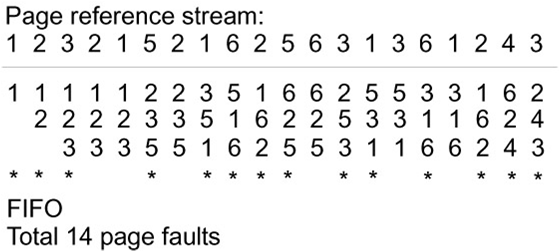 Page reference stream:
1 2 3 2 1 5 2 1 6 2 5 6 3 1 3 6 1 2 4 3
1 1 1 1 1 2 2 3 5 1 6 6 2 5 5 3 3 1 6 2
2 2 2 2 3 3 5 1 6 2 2 5 3 3 1 1 6 2 4
3 3 3 5 5 1 6 2 5 5 3 1 1 6 6 2 4 3
* * * * * * * * * * * * * *
FIFO
Total 14 page faults